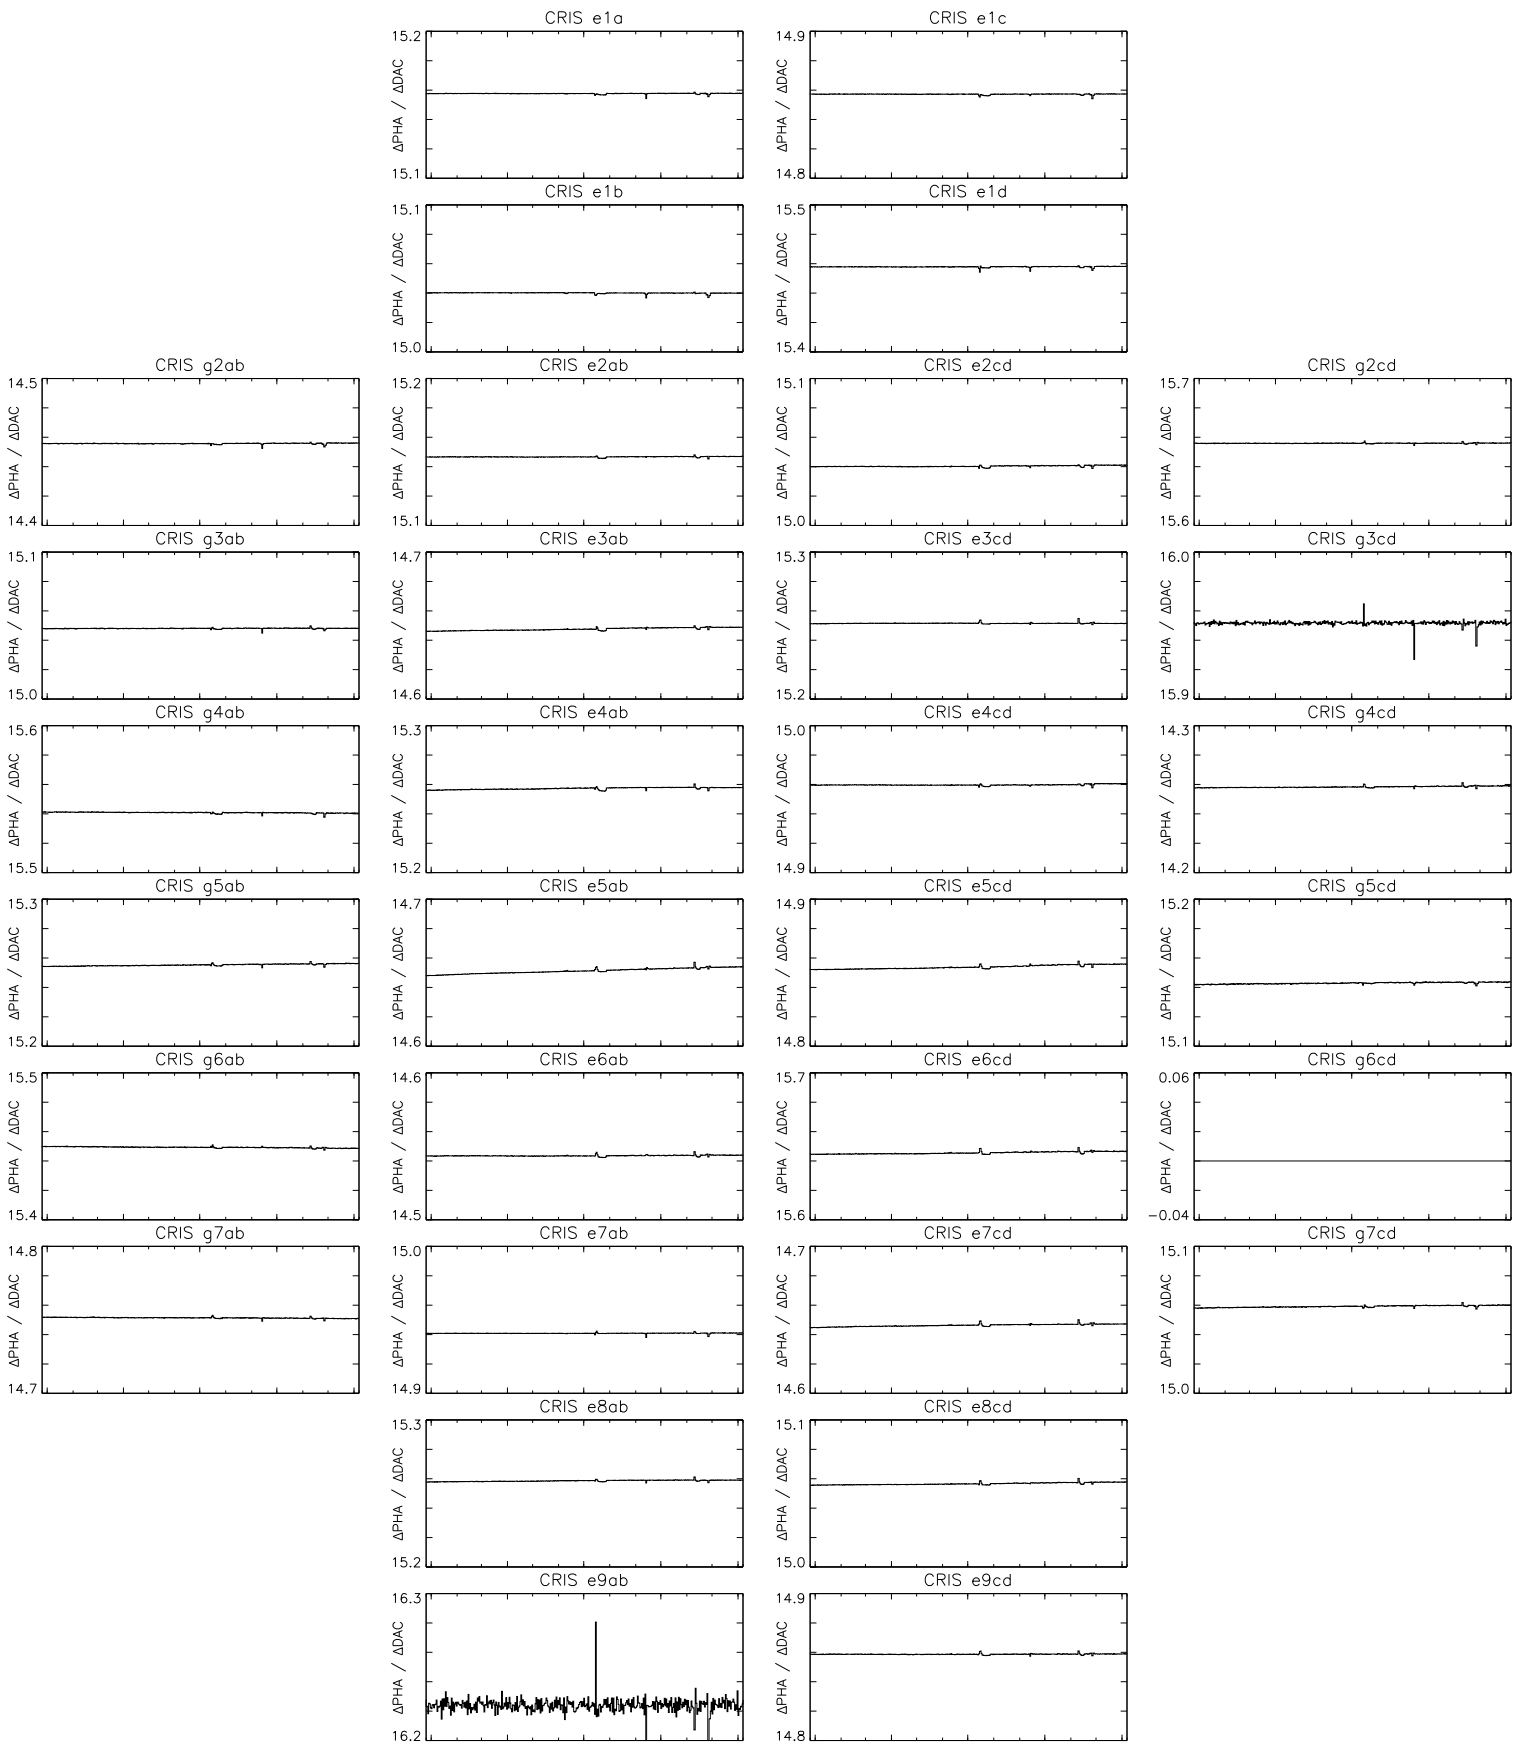 CRIS e1a
15.2
ΔPHA / ΔDAC
15.1
CRIS e1c
14.9
ΔPHA / ΔDAC
14.8
CRIS e1b
15.1
ΔPHA / ΔDAC
15.0
CRIS e1d
15.5
ΔPHA / ΔDAC
15.4
CRIS g2ab
14.5
ΔPHA / ΔDAC
14.4
CRIS e2ab
15.2
ΔPHA / ΔDAC
15.1
CRIS e2cd
15.1
ΔPHA / ΔDAC
15.0
CRIS g2cd
15.7
ΔPHA / ΔDAC
15.6
CRIS g3ab
15.1
ΔPHA / ΔDAC
15.0
CRIS e3ab
14.7
ΔPHA / ΔDAC
14.6
CRIS e3cd
15.3
ΔPHA / ΔDAC
15.2
CRIS g3cd
16.0
ΔPHA / ΔDAC
15.9
CRIS g4ab
15.6
ΔPHA / ΔDAC
15.5
CRIS e4ab
15.3
ΔPHA / ΔDAC
15.2
CRIS e4cd
15.0
ΔPHA / ΔDAC
14.9
CRIS g4cd
14.3
ΔPHA / ΔDAC
14.2
CRIS g5ab
15.3
ΔPHA / ΔDAC
15.2
CRIS e5ab
14.7
ΔPHA / ΔDAC
14.6
CRIS e5cd
14.9
ΔPHA / ΔDAC
14.8
CRIS g5cd
15.2
ΔPHA / ΔDAC
15.1
CRIS g6ab
15.5
ΔPHA / ΔDAC
15.4
CRIS e6ab
14.6
ΔPHA / ΔDAC
14.5
CRIS e6cd
15.7
ΔPHA / ΔDAC
15.6
CRIS g6cd
0.06
ΔPHA / ΔDAC
−0.04
CRIS g7ab
14.8
ΔPHA / ΔDAC
14.7
CRIS e7ab
15.0
ΔPHA / ΔDAC
14.9
CRIS e7cd
14.7
ΔPHA / ΔDAC
14.6
CRIS g7cd
15.1
ΔPHA / ΔDAC
15.0
CRIS e8ab
15.3
ΔPHA / ΔDAC
15.2
CRIS e8cd
15.1
ΔPHA / ΔDAC
15.0
CRIS e9ab
16.3
ΔPHA / ΔDAC
16.2
CRIS e9cd
14.9
ΔPHA / ΔDAC
14.8